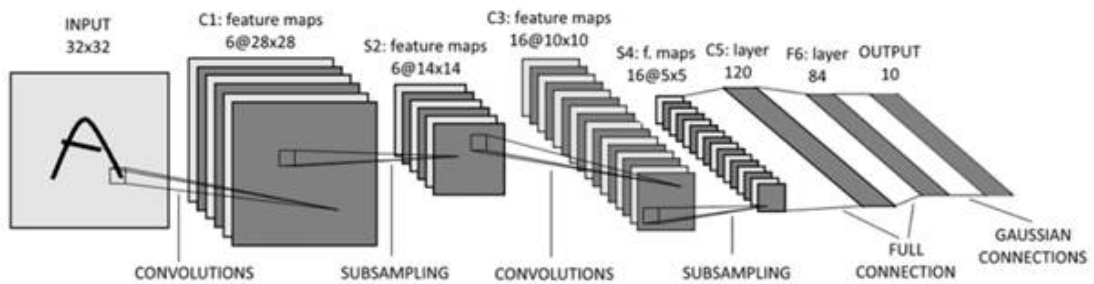 INPUT
32x32
C1: feature maps
6@28x28
S2: feature maps
6@14x14
C3: feature maps
16@10x10
S4: f. maps
16@5x5
C5: layer
120
F6: layer
84
OUTPUT
10
CONVOLUTIONS
SUBSAMPLING
CONVOLUTIONS
SUBSAMPLING
FULL
CONNECTION
GAUSSIAN
CONNECTIONS